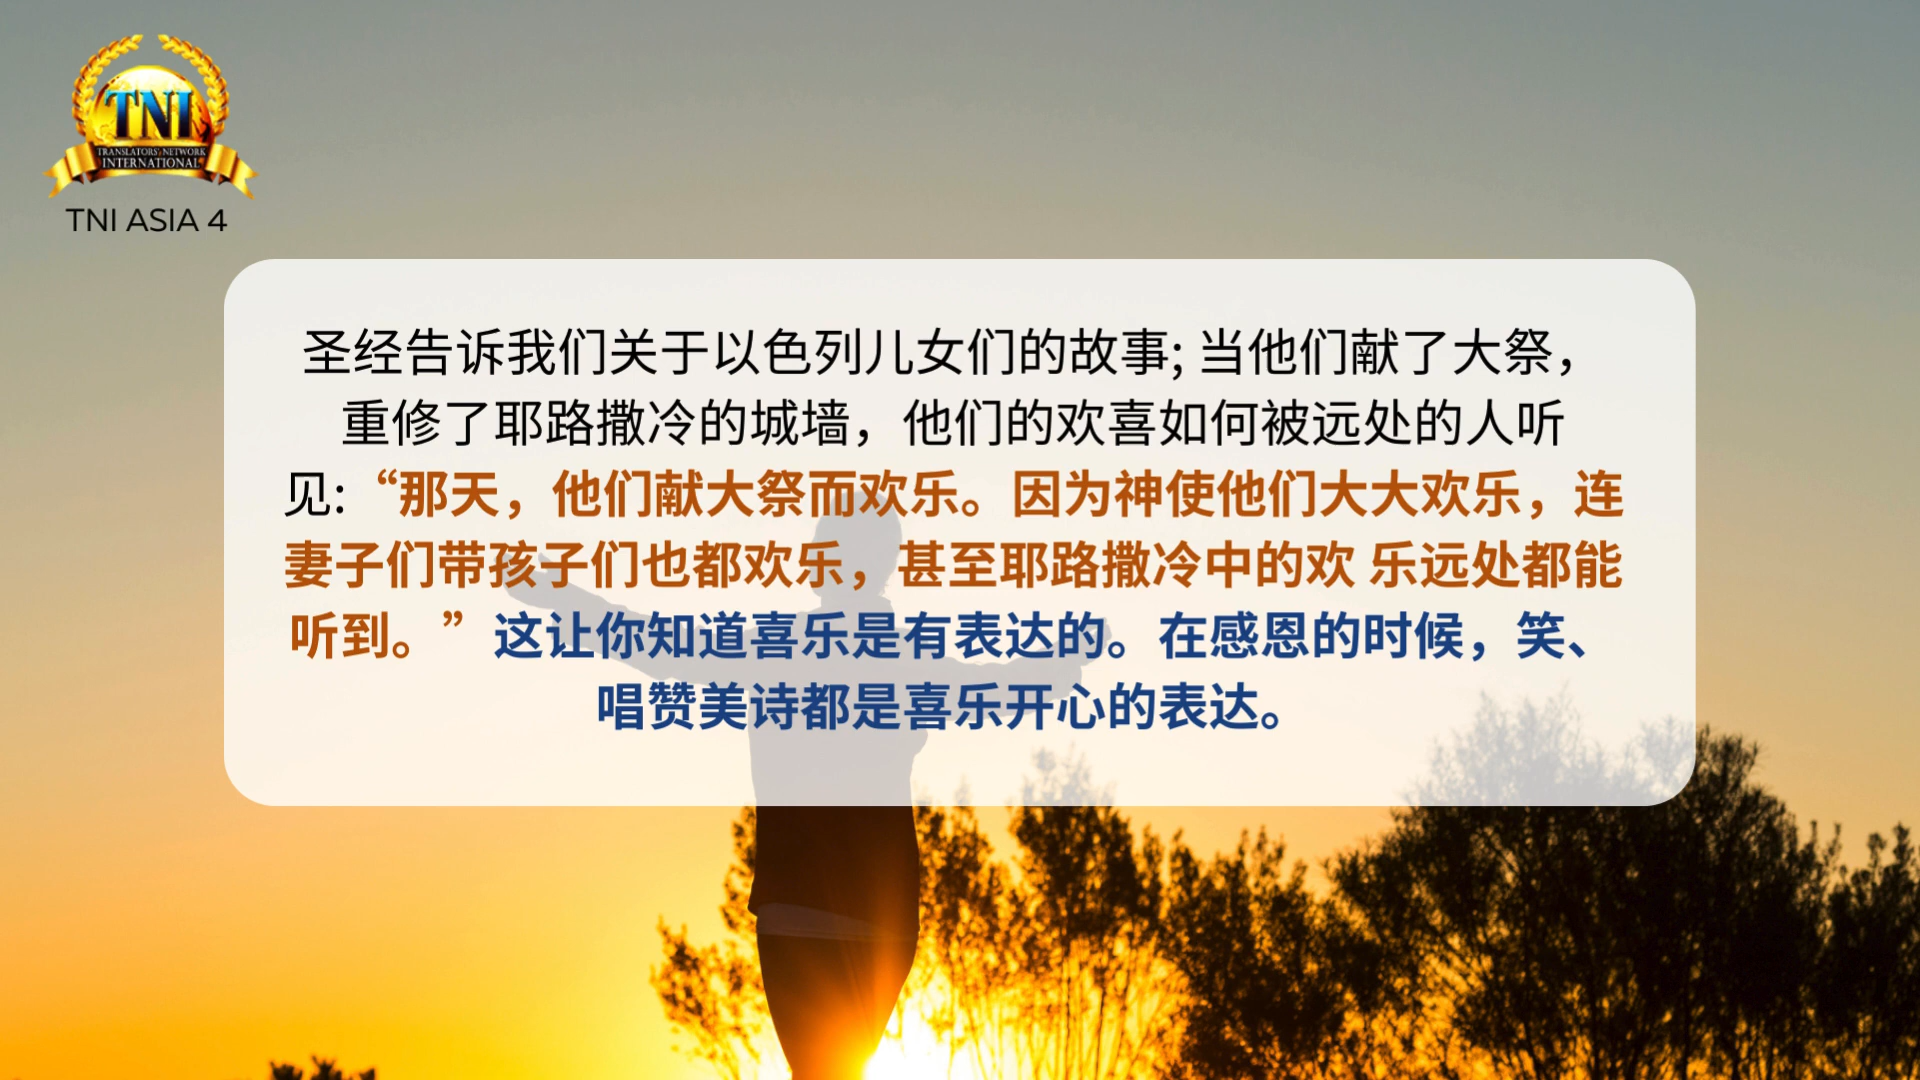 TNI
TRANSLATORS' NETWORK
INTERNATIONAL
TNI ASIA 4
圣经告诉我们关于以色列儿女们的故事; 当他们献了大祭，
重修了耶路撒冷的城墙，他们的欢喜如何被远处的人听
见:“那天，他们献大祭而欢乐。因为神使他们大大欢乐，连
妻子们带孩子们也都欢乐，甚至耶路撒冷中的欢 乐远处都能
听到。” 这让你知道喜乐是有表达的。在感恩的时候，笑、
唱赞美诗都是喜乐开心的表达。